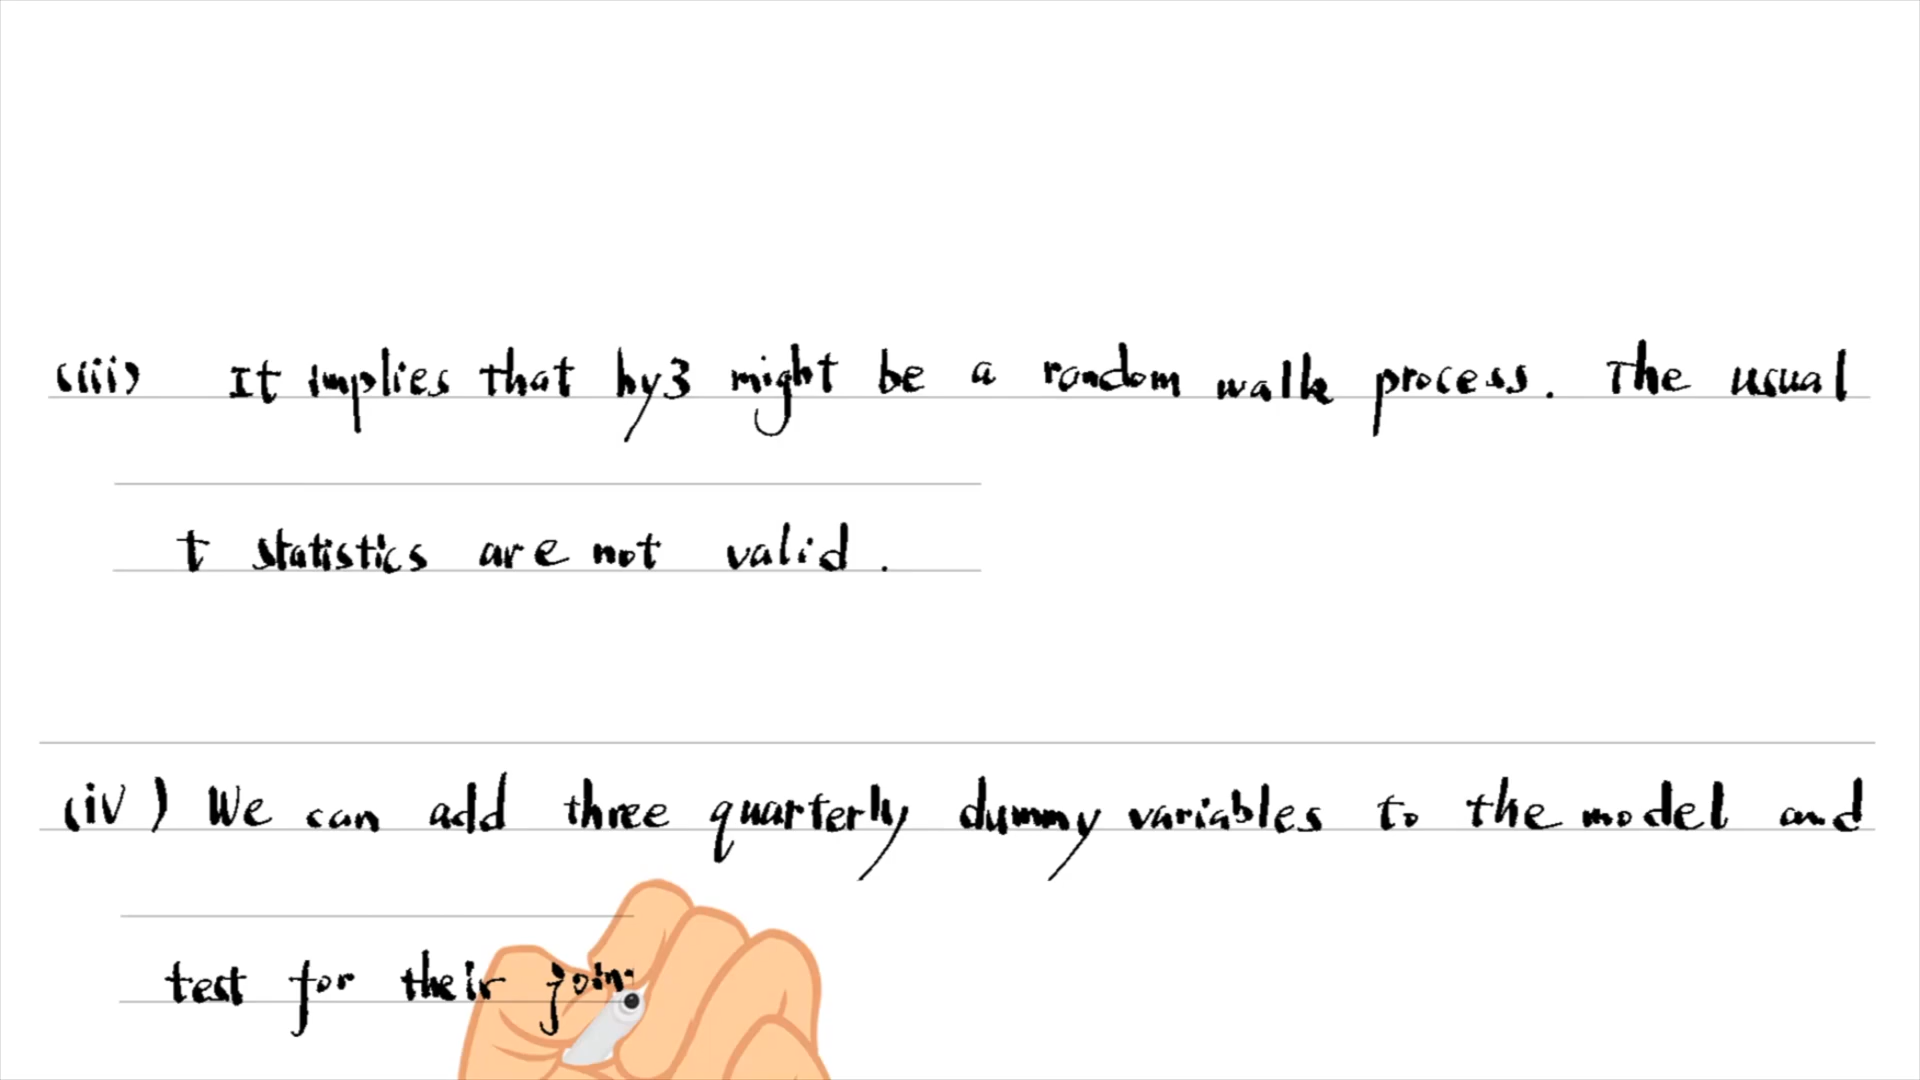 (iii) It implies that hy3 might be a random walk process. The usual
t statistics are not valid.
(iv) We can add three quarterly dummy variables to the model and
test for their join